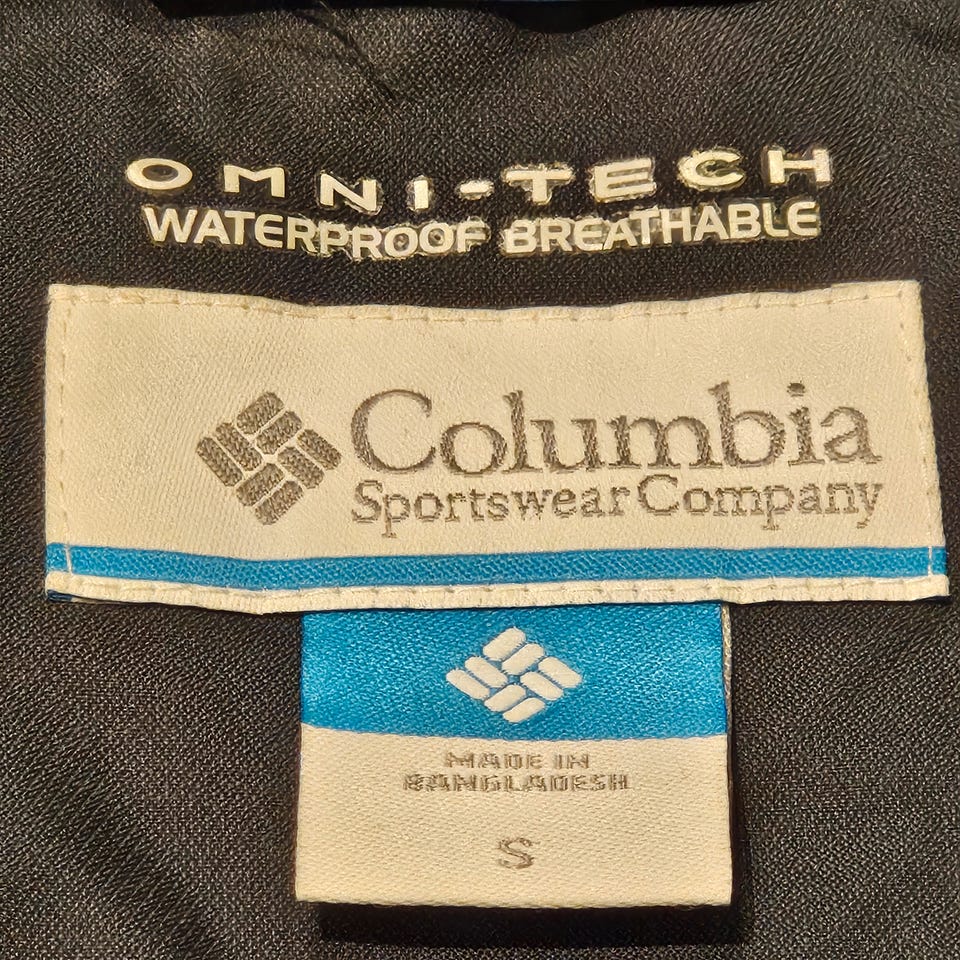 OMNI-TECH
WATERPROOF BREATHABLE
Columbia
Sportswear Company
MADE IN
BANGLADESH
S